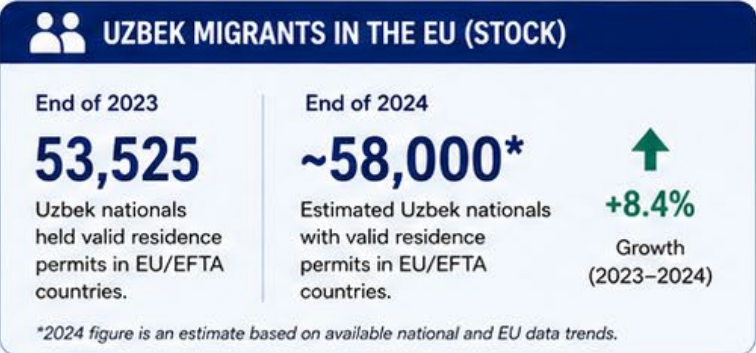 UZBEK MIGRANTS IN THE EU (STOCK)
End of 2023
53,525
Uzbek nationals
held valid residence
permits in EU/EFTA
countries.
End of 2024
~58,000*
Estimated Uzbek nationals
with valid residence
permits in EU/EFTA
countries.
+8.4%
Growth
(2023–2024)
*2024 figure is an estimate based on available national and EU data trends.